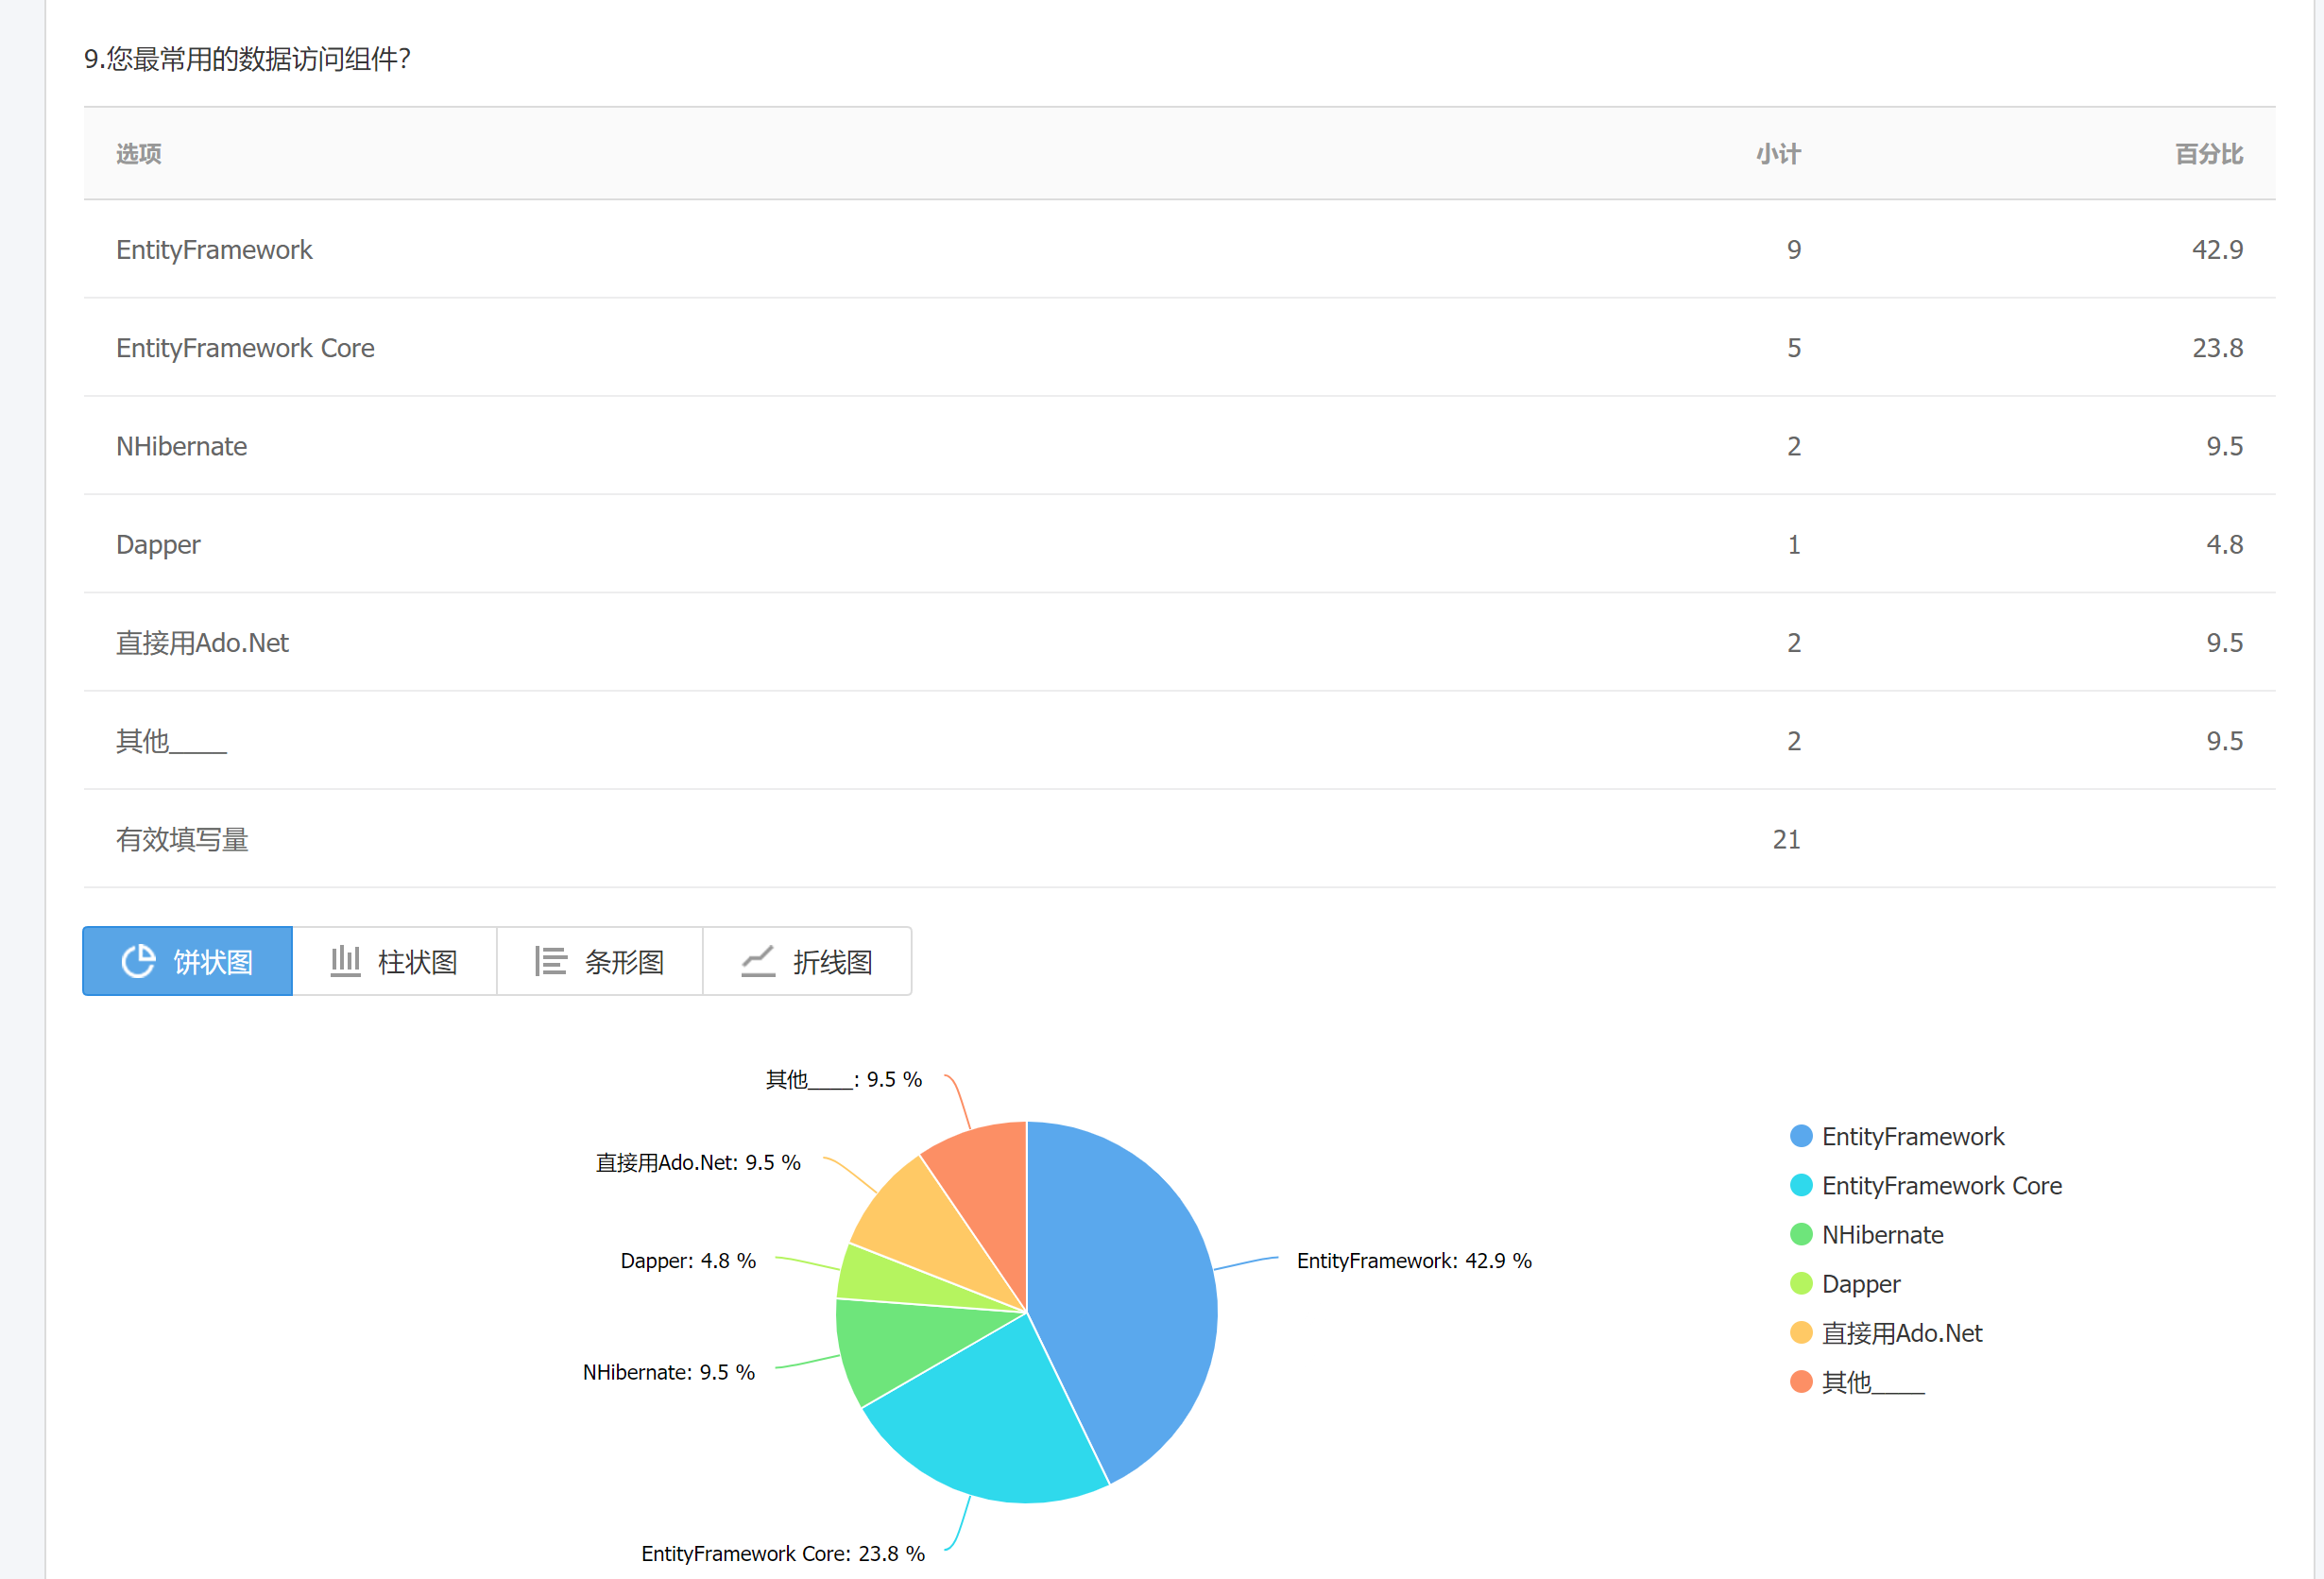 9.您最常用的数据访问组件?
选项 小计 百分比
EntityFramework 9 42.9
EntityFramework Core 5 23.8
NHibernate 2 9.5
Dapper 1 4.8
直接用Ado.Net 2 9.5
其他____ 2 9.5
有效填写量 21
饼状图 柱状图 条形图 折线图
其他____: 9.5 %
直接用Ado.Net: 9.5 %
Dapper: 4.8 %
NHibernate: 9.5 %
EntityFramework Core: 23.8 %
EntityFramework: 42.9 %
EntityFramework
EntityFramework Core
NHibernate
Dapper
直接用Ado.Net
其他____